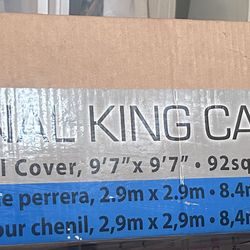 NIAL KING CA
l Cover, 9'7" x 9'7" • 92sq
e perrera, 2.9m x 2.9m • 8.4m
our chenil, 2,9m x 2,9m • 8,4m